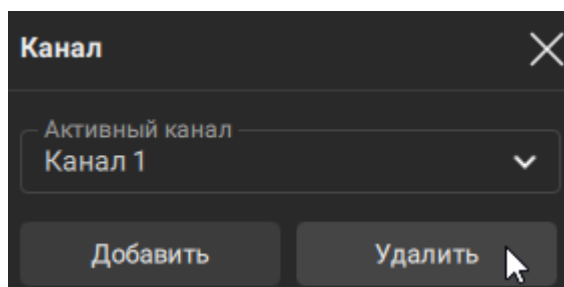 Канал
Активный канал
Канал 1
Добавить
Удалить